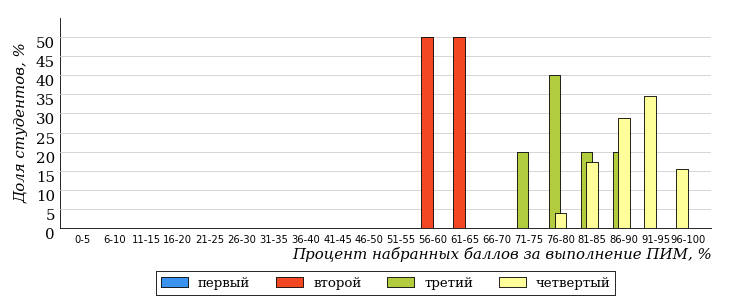 Доля студентов, %
50
45
40
35
30
25
20
15
10
5
0
0-5 6-10 11-15 16-20 21-25 26-30 31-35 36-40 41-45 46-50 51-55 56-60 61-65 66-70 71-75 76-80 81-85 86-90 91-95 96-100
Процент набранных баллов за выполнение ПИМ, %
первый второй третий четвертый